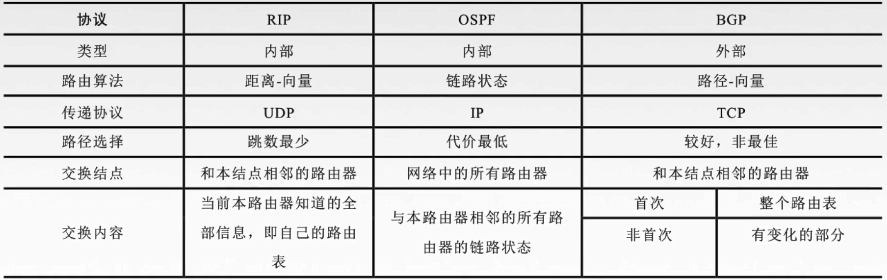 协议 RIP OSPF BGP
类型 内部 内部 外部
路由算法 距离-向量 链路状态 路径-向量
传递协议 UDP IP TCP
路径选择 跳数最少 代价最低 较好，非最佳
交换结点 和本结点相邻的路由器 网络中的所有路由器 和本结点相邻的路由器
交换内容
当前本路由器知道的全
部信息，即自己的路由
表
与本路由器相邻的所有路
由器的链路状态
首次 整个路由表
非首次 有变化的部分